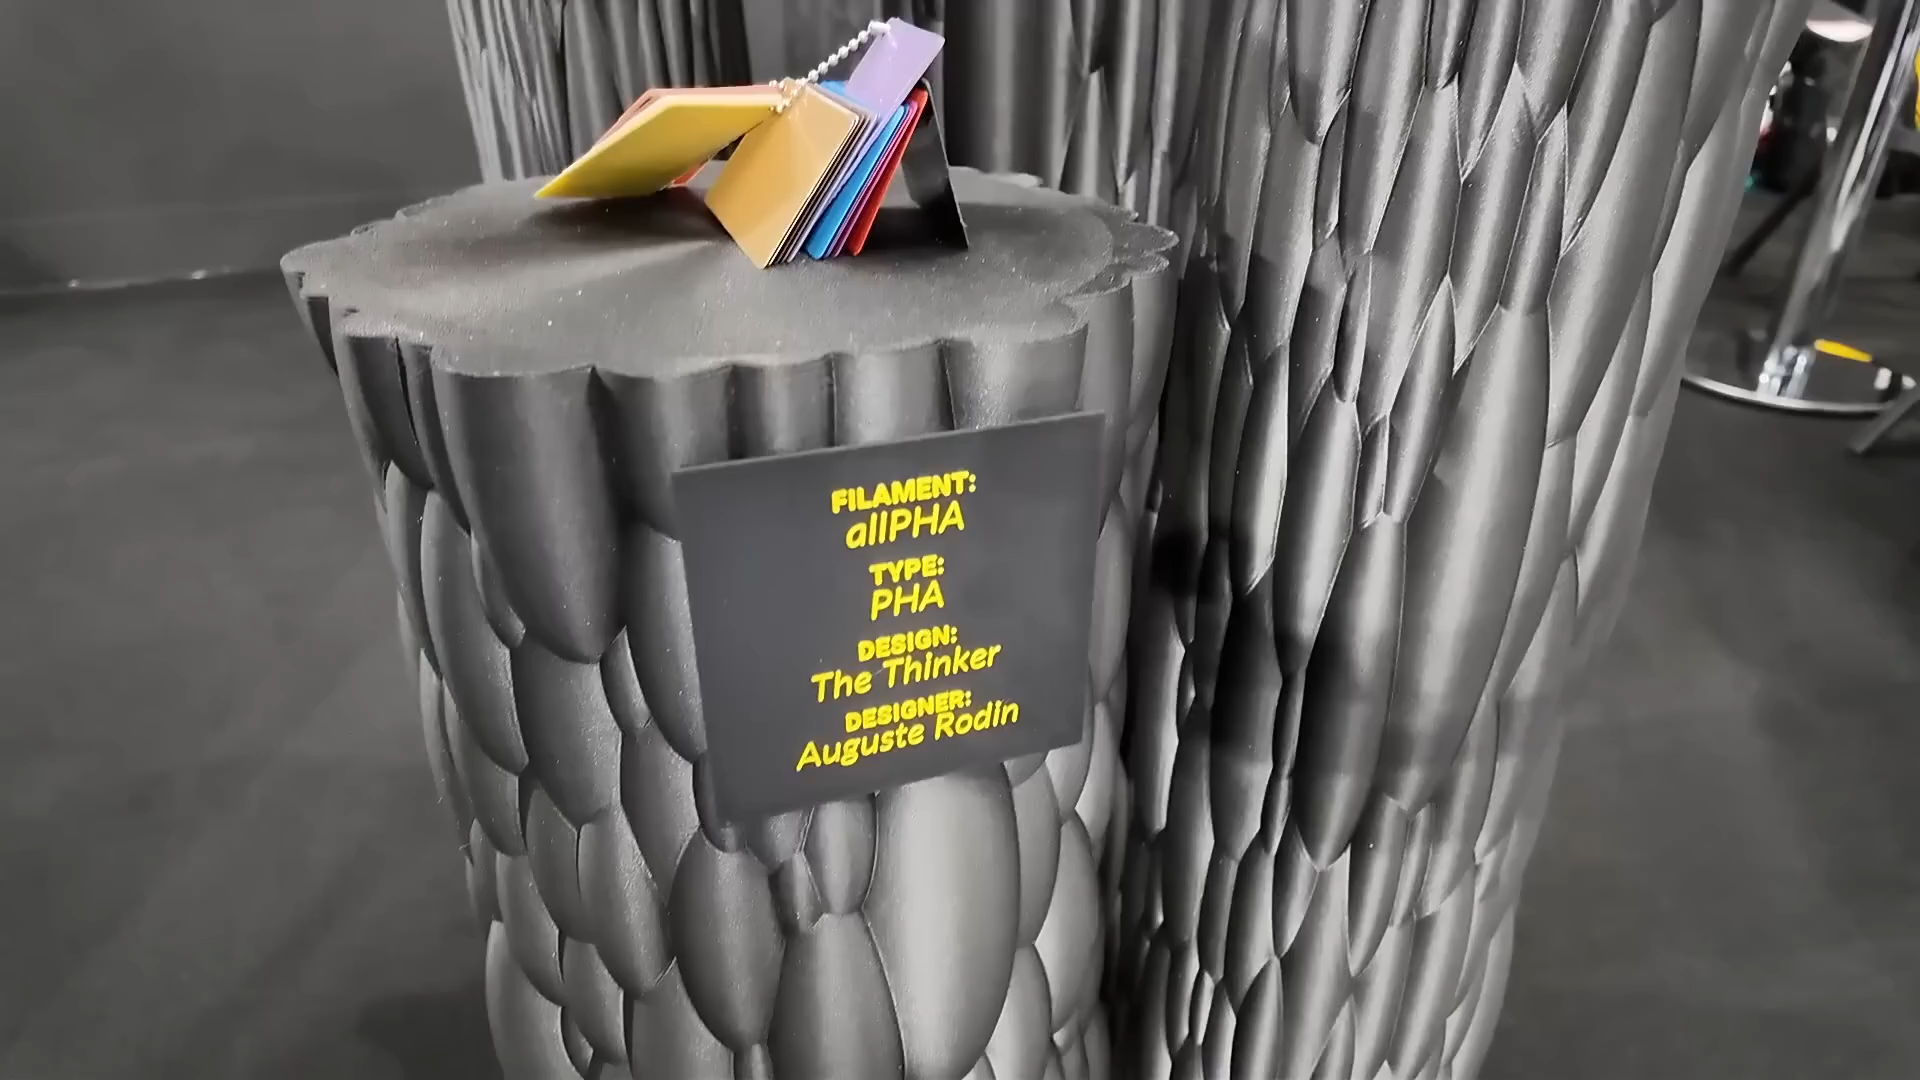 FILAMENT:
allPHA
TYPE:
PHA
DESIGN:
The Thinker
DESIGNER:
Auguste Rodin